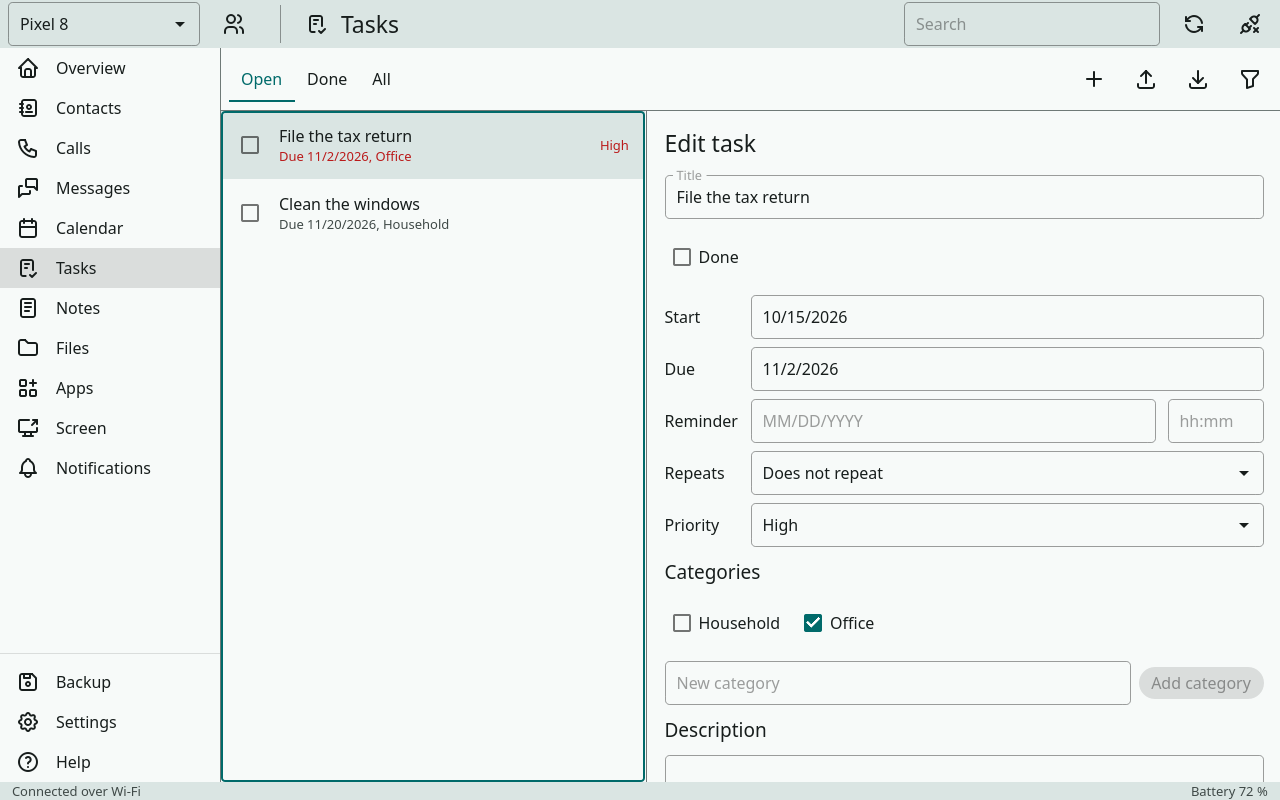 Pixel 8
Tasks
Search
Overview
Contacts
Calls
Messages
Calendar
Tasks
Notes
Files
Apps
Screen
Notifications
Backup
Settings
Help
Open Done All
File the tax return
Due 11/2/2026, Office
High
Clean the windows
Due 11/20/2026, Household
Edit task
Title
File the tax return
Done
Start 10/15/2026
Due 11/2/2026
Reminder MM/DD/YYYY hh:mm
Repeats Does not repeat
Priority High
Categories
Household Office
New category Add category
Description
Connected over Wi-Fi
Battery 72 %